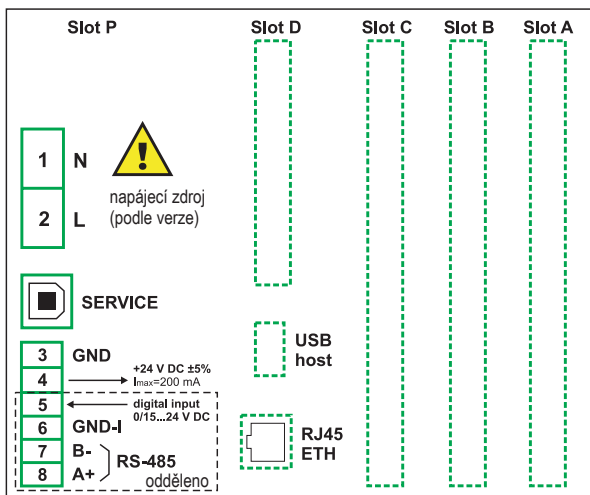 Slot P
Slot D
Slot C
Slot B
Slot A
1 N
2 L
napájecí zdroj
(podle verze)
SERVICE
3 GND
4
+24 V DC ±5%
Imax=200 mA
5
digital input
0/15...24 V DC
6 GND-I
7 B-
8 A+
RS-485
odděleno
USB
host
RJ45
ETH